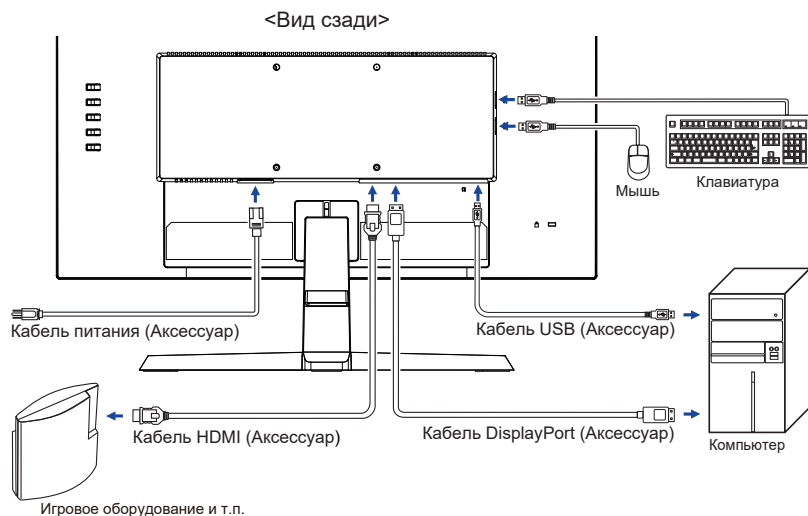 <Вид сзади>
Мышь
Клавиатура
Кабель питания (Аксессуар)
Кабель USB (Аксессуар)
Кабель HDMI (Аксессуар)
Кабель DisplayPort (Аксессуар)
Компьютер
Игровое оборудование и т.п.